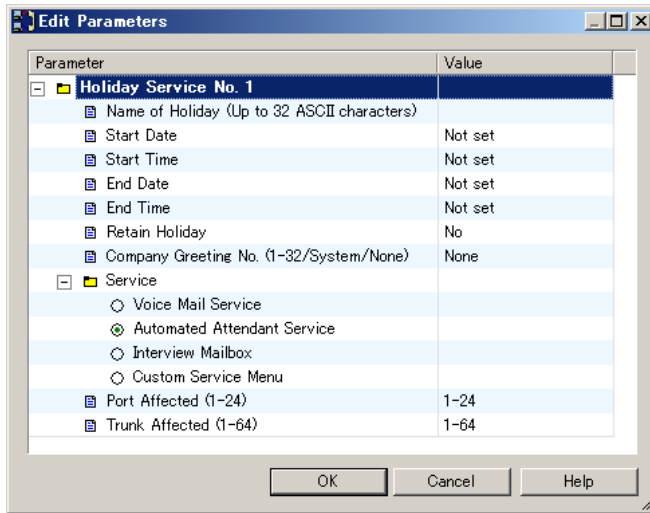 Edit Parameters
Parameter Value
Holiday Service No. 1
Name of Holiday (Up to 32 ASCII characters)
Start Date Not set
Start Time Not set
End Date Not set
End Time Not set
Retain Holiday No
Company Greeting No. (1-32/System/None) None
Service
Voice Mail Service
Automated Attendant Service
Interview Mailbox
Custom Service Menu
Port Affected (1-24) 1-24
Trunk Affected (1-64) 1-64
OK Cancel Help